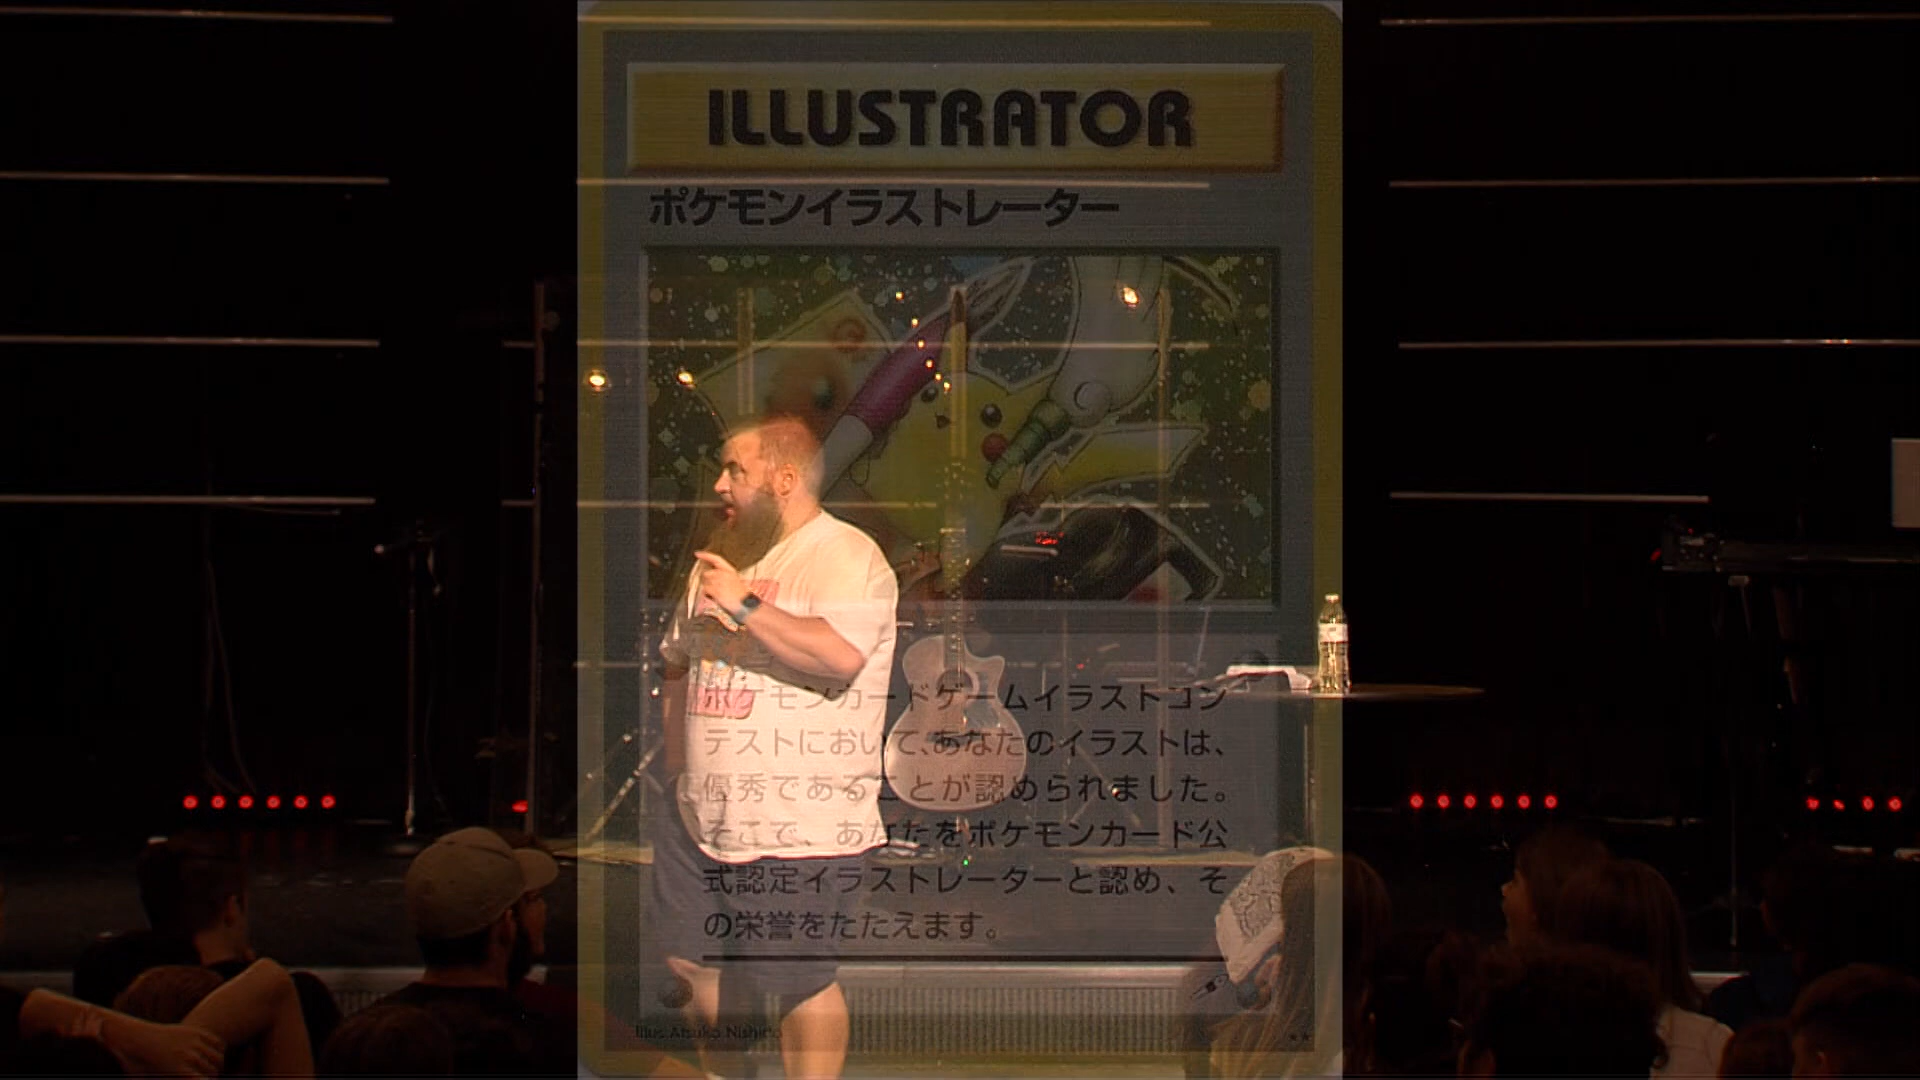 ILLUSTRATOR
ポケモンイラストレーター
ポケモンカードゲームイラストコン
テストにおいて、あなたのイラストは、
優秀であることが認められました。
そこで、あなたをポケモンカード公
式認定イラストレーターと認め、そ
の栄誉をたたえます。
Illus. Atsuko Nishida